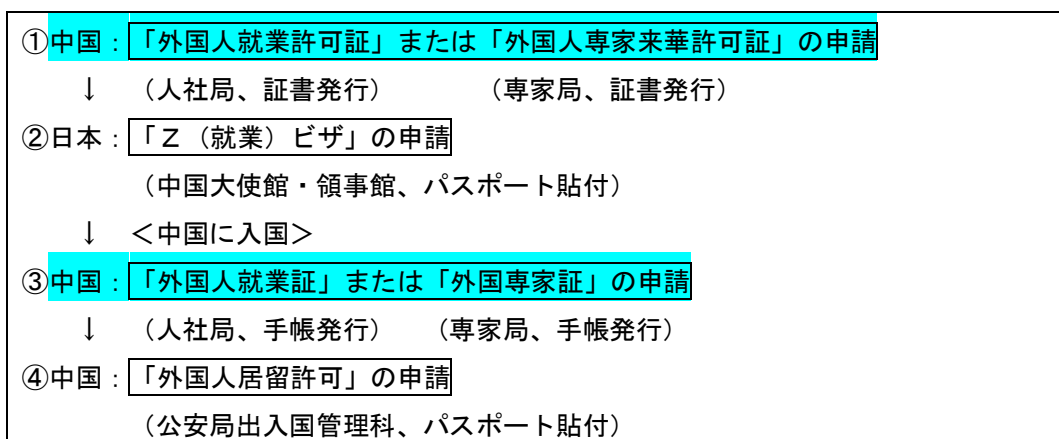 ①中国：「外国人就業許可証」または「外国人専家来華許可証」の申請
↓　（人社局、証書発行）　　　（専家局、証書発行）
②日本：「Ｚ（就業）ビザ」の申請
（中国大使館・領事館、パスポート貼付）
↓　＜中国に入国＞
③中国：「外国人就業証」または「外国専家証」の申請
↓　（人社局、手帳発行）　（専家局、手帳発行）
④中国：「外国人居留許可」の申請
（公安局出入国管理科、パスポート貼付）